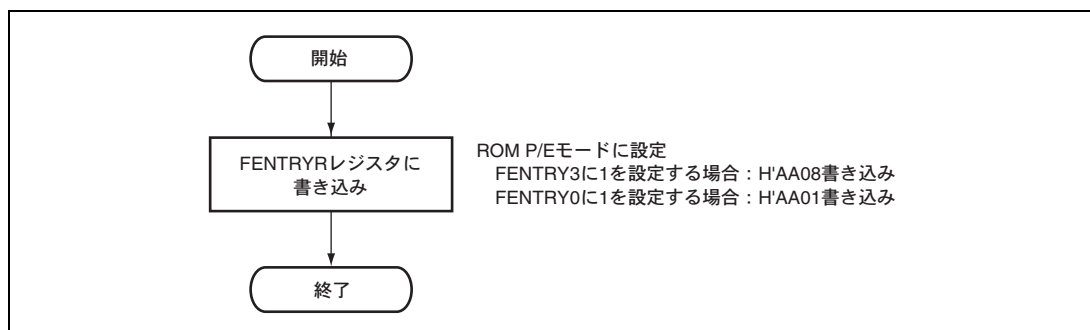 開始
FENTRYRレジスタに
書き込み
ROM P/Eモードに設定
FENTRY3に1を設定する場合：H'AA08書き込み
FENTRY0に1を設定する場合：H'AA01書き込み
終了